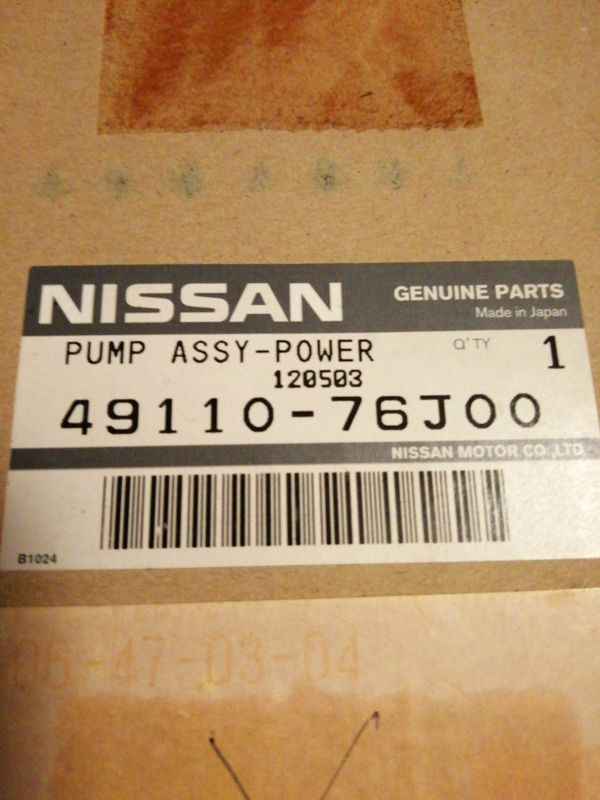 NISSAN
GENUINE PARTS
Made in Japan
PUMP ASSY-POWER
Q'TY
1
120503
49110-76J00
NISSAN MOTOR CO.,LTD.
B1024
06-47-D3-04